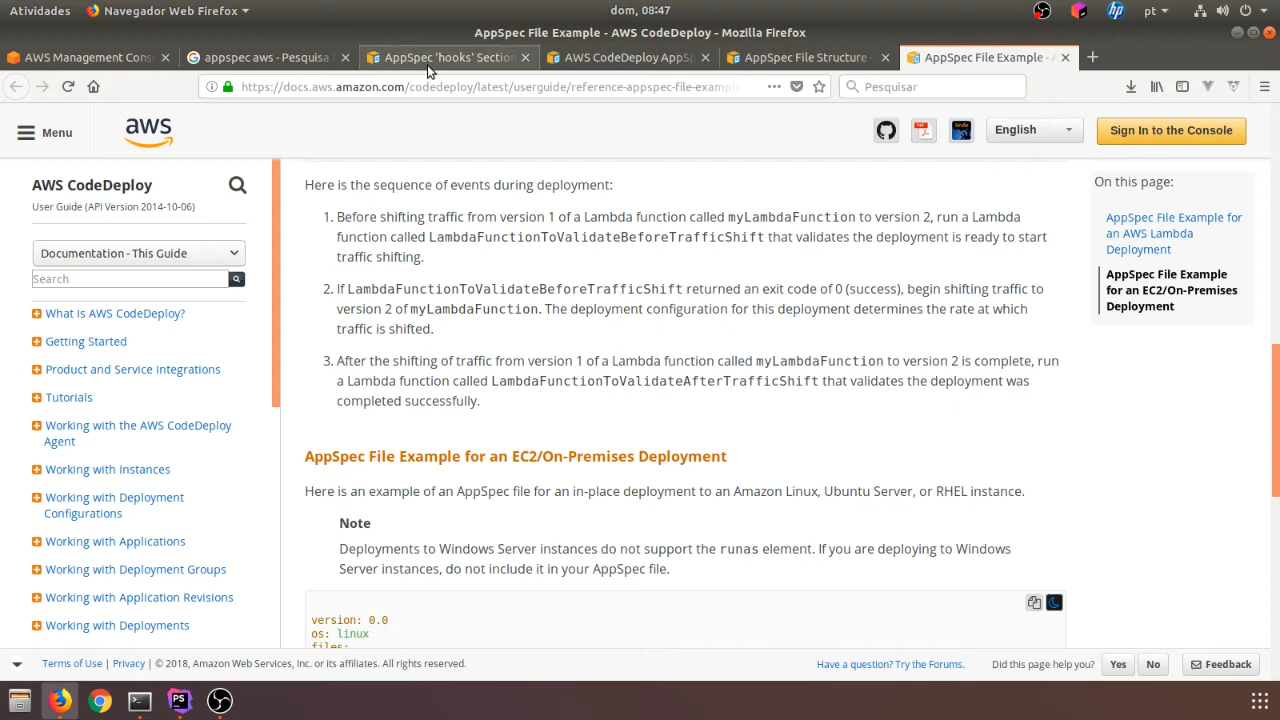 Atividades
Navegador Web Firefox
dom, 08:47
pt
AppSpec File Example - AWS CodeDeploy - Mozilla Firefox
AWS Management Cons
appspec aws - Pesquisa
AppSpec 'hooks' Section
AWS CodeDeploy AppS
AppSpec File Structure -
AppSpec File Example -
https://docs.aws.amazon.com/codedeploy/latest/userguide/reference-appspec-file-exampl
Pesquisar
Menu
aws
English
Sign In to the Console
AWS CodeDeploy
User Guide (API Version 2014-10-06)
Documentation - This Guide
Search
What is AWS CodeDeploy?
Getting Started
Product and Service Integrations
Tutorials
Working with the AWS CodeDeploy
Agent
Working with Instances
Working with Deployment
Configurations
Working with Applications
Working with Deployment Groups
Working with Application Revisions
Working with Deployments
Here is the sequence of events during deployment:
1. Before shifting traffic from version 1 of a Lambda function called myLambdaFunction to version 2, run a Lambda
function called LambdaFunctionToValidateBeforeTrafficShift that validates the deployment is ready to start
traffic shifting.
2. If LambdaFunctionToValidateBeforeTrafficShift returned an exit code of 0 (success), begin shifting traffic to
version 2 of myLambdaFunction. The deployment configuration for this deployment determines the rate at which
traffic is shifted.
3. After the shifting of traffic from version 1 of a Lambda function called myLambdaFunction to version 2 is complete, run
a Lambda function called LambdaFunctionToValidateAfterTrafficShift that validates the deployment was
completed successfully.
AppSpec File Example for an EC2/On-Premises Deployment
Here is an example of an AppSpec file for an in-place deployment to an Amazon Linux, Ubuntu Server, or RHEL instance.
Note
Deployments to Windows Server instances do not support the runas element. If you are deploying to Windows
Server instances, do not include it in your AppSpec file.
version: 0.0
os: linux
files:
On this page:
AppSpec File Example for
an AWS Lambda
Deployment
AppSpec File Example
for an EC2/On-Premises
Deployment
Terms of Use | Privacy | © 2018, Amazon Web Services, Inc. or its affiliates. All rights reserved.
Have a question? Try the Forums.
Did this page help you?
Yes
No
Feedback